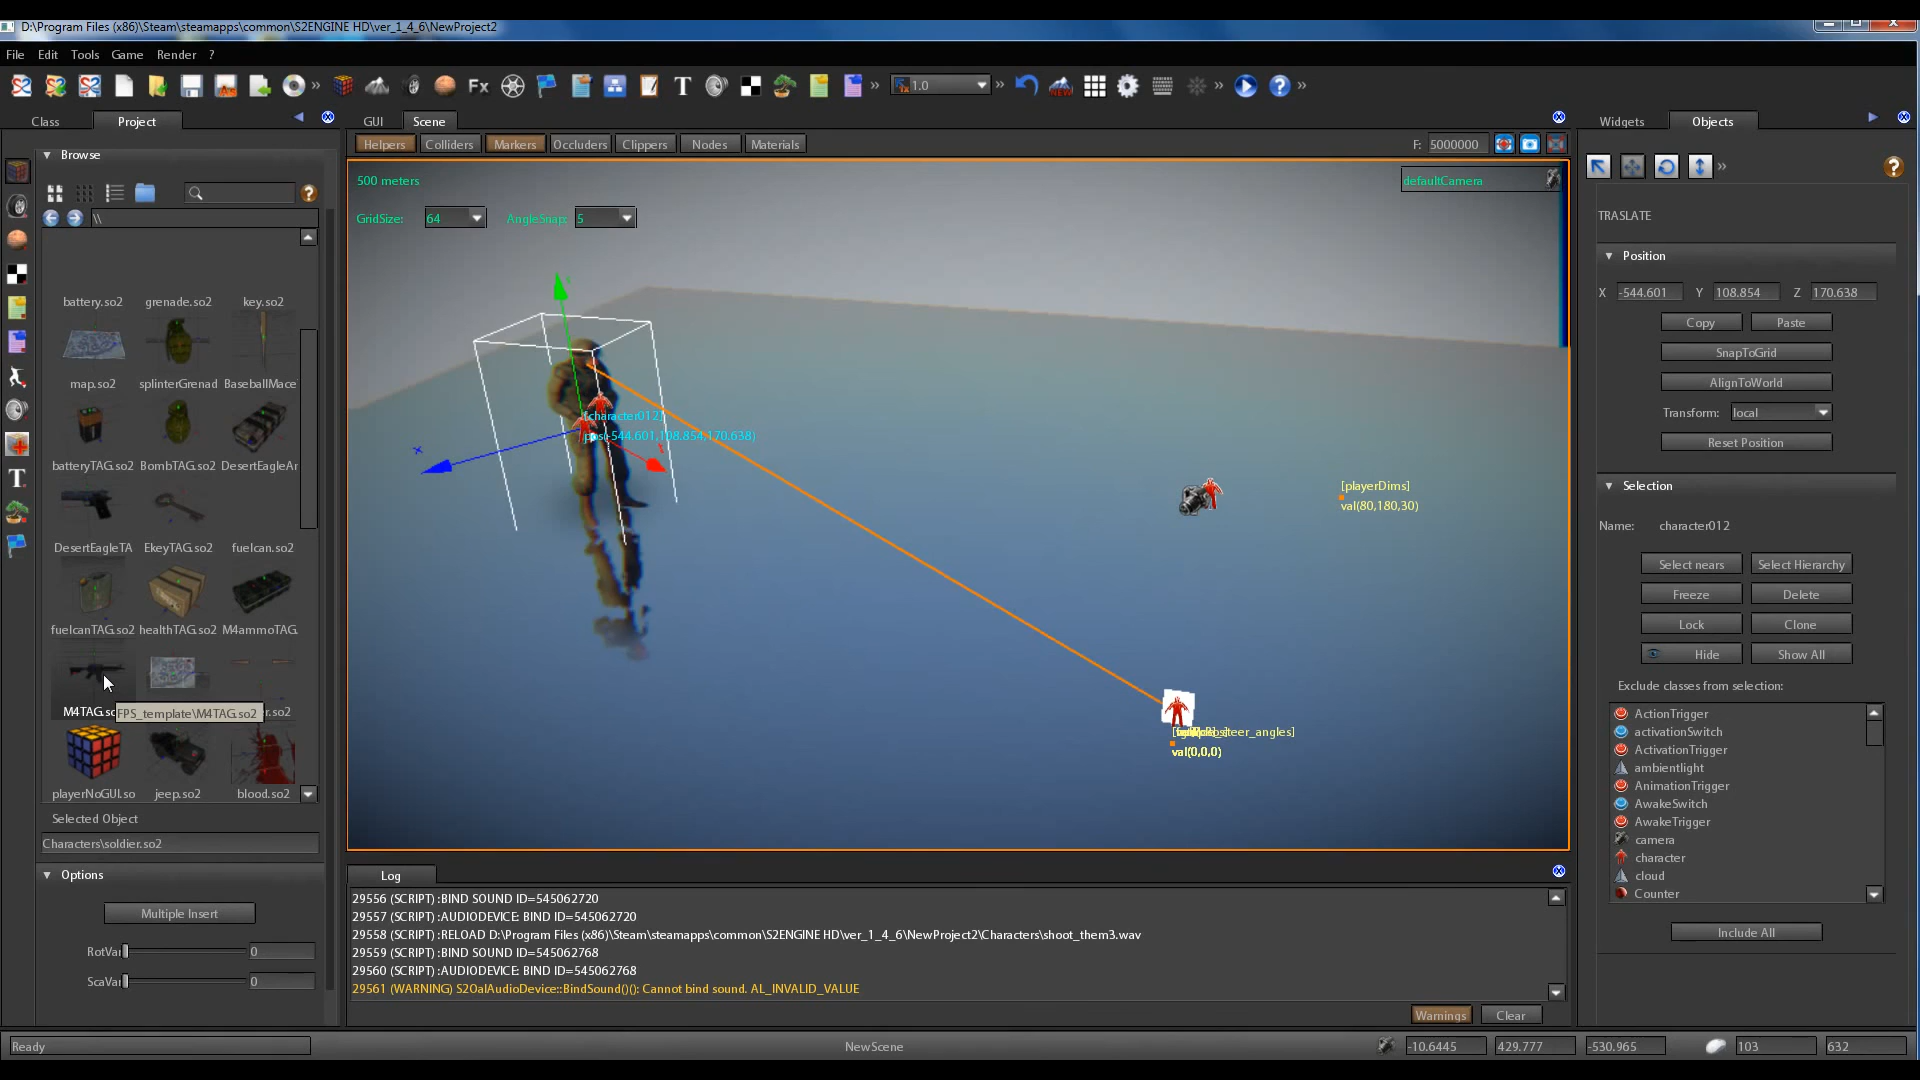 D:\Program Files (x86)\Steam\steamapps\common\S2ENGINE HD\ver_1_4_6\NewProject2
File Edit Tools Game Render ?
Fx T 1.0
Class Project
GUI Scene
Widgets Objects
Browse
Helpers Colliders Markers Occluders Clippers Nodes Materials
F: 5000000
\\
500 meters
defaultCamera
GridSize: 64 AngleSnap: 5
battery.so2 grenade.so2 key.so2
map.so2 splinterGrenad BaseballMace
batteryTAG.so2 BombTAG.so2 DesertEagleAr
DesertEagleTA EkeyTAG.so2 fuelcan.so2
fuelcanTAG.so2 healthTAG.so2 M4ammoTAG.
M4TAG.so
FPS_template\M4TAG.so2
playerNoGUI.so jeep.so2 blood.so2
Selected Object
Characters\soldier.so2
Options
Multiple Insert
RotVar 0
ScaVar 0
[character012]
pos(-544.601,108.854,170.638)
[playerDims]
val(80,180,30)
steer_angles]
val(0,0,0)
TRASLATE
Position
X -544.601 Y 108.854 Z 170.638
Copy Paste
SnapToGrid
AlignToWorld
Transform: local
Reset Position
Selection
Name: character012
Select nears Select Hierarchy
Freeze Delete
Lock Clone
Hide Show All
Exclude classes from selection:
ActionTrigger
activationSwitch
ActivationTrigger
ambientlight
AnimationTrigger
AwakeSwitch
AwakeTrigger
camera
character
cloud
Counter
Include All
Log
29556 (SCRIPT) :BIND SOUND ID=545062720
29557 (SCRIPT) :AUDIODEVICE: BIND ID=545062720
29558 (SCRIPT) :RELOAD D:\Program Files (x86)\Steam\steamapps\common\S2ENGINE HD\ver_1_4_6\NewProject2\Characters\shoot_them3.wav
29559 (SCRIPT) :BIND SOUND ID=545062768
29560 (SCRIPT) :AUDIODEVICE: BIND ID=545062768
29561 (WARNING) S2OalAudioDevice::BindSound()(): Cannot bind sound. AL_INVALID_VALUE
Warnings Clear
Ready NewScene -10.6445 429.777 -530.965 103 632